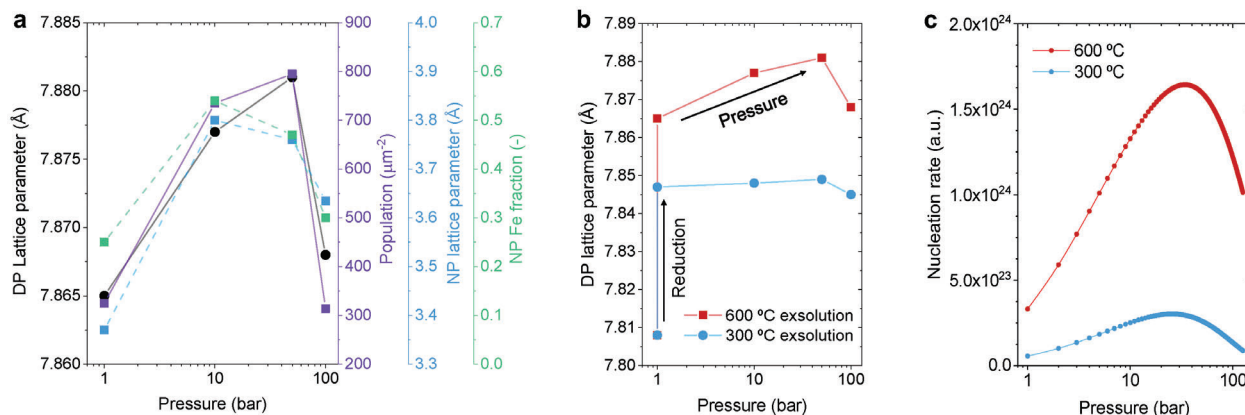 a
DP Lattice parameter (Å)
7.885
7.880
7.875
7.870
7.865
7.860
1
10
100
Pressure (bar)
900
800
700
600
500
400
300
200
Population (μm⁻²)
4.0
3.9
3.8
3.7
3.6
3.5
3.4
3.3
NP lattice parameter (Å)
0.7
0.6
0.5
0.4
0.3
0.2
0.1
0.0
NP Fe fraction (-)
b
DP lattice parameter (Å)
7.89
7.88
7.87
7.86
7.85
7.84
7.83
7.82
7.81
7.80
Pressure
Reduction
600 ºC exsolution
300 ºC exsolution
1
10
100
Pressure (bar)
c
Nucleation rate (a.u.)
2.0x10²⁴
1.5x10²⁴
1.0x10²⁴
5.0x10²³
0.0
600 ºC
300 ºC
1
10
100
Pressure (bar)